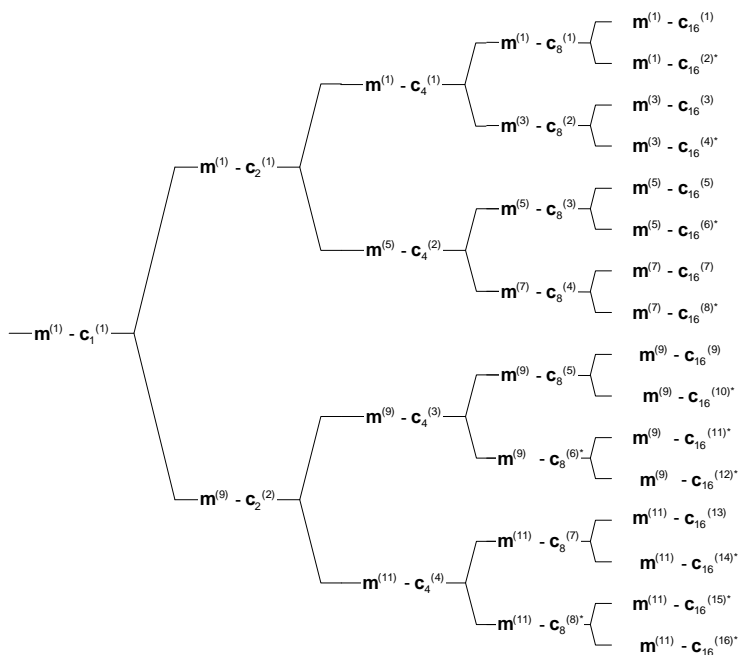 m(1) - c16(1)
m(1) - c8(1)
m(1) - c16(2)*
m(1) - c4(1)
m(3) - c16(3)
m(3) - c8(2)
m(3) - c16(4)*
m(1) - c2(1)
m(5) - c16(5)
m(5) - c8(3)
m(5) - c16(6)*
m(5) - c4(2)
m(7) - c16(7)
m(7) - c8(4)
m(7) - c16(8)*
m(1) - c1(1)
m(9) - c16(9)
m(9) - c8(5)
m(9) - c16(10)*
m(9) - c4(3)
m(9) - c16(11)*
m(9) - c8(6)*
m(9) - c16(12)*
m(9) - c2(2)
m(11) - c16(13)
m(11) - c8(7)
m(11) - c16(14)*
m(11) - c4(4)
m(11) - c16(15)*
m(11) - c8(8)*
m(11) - c16(16)*